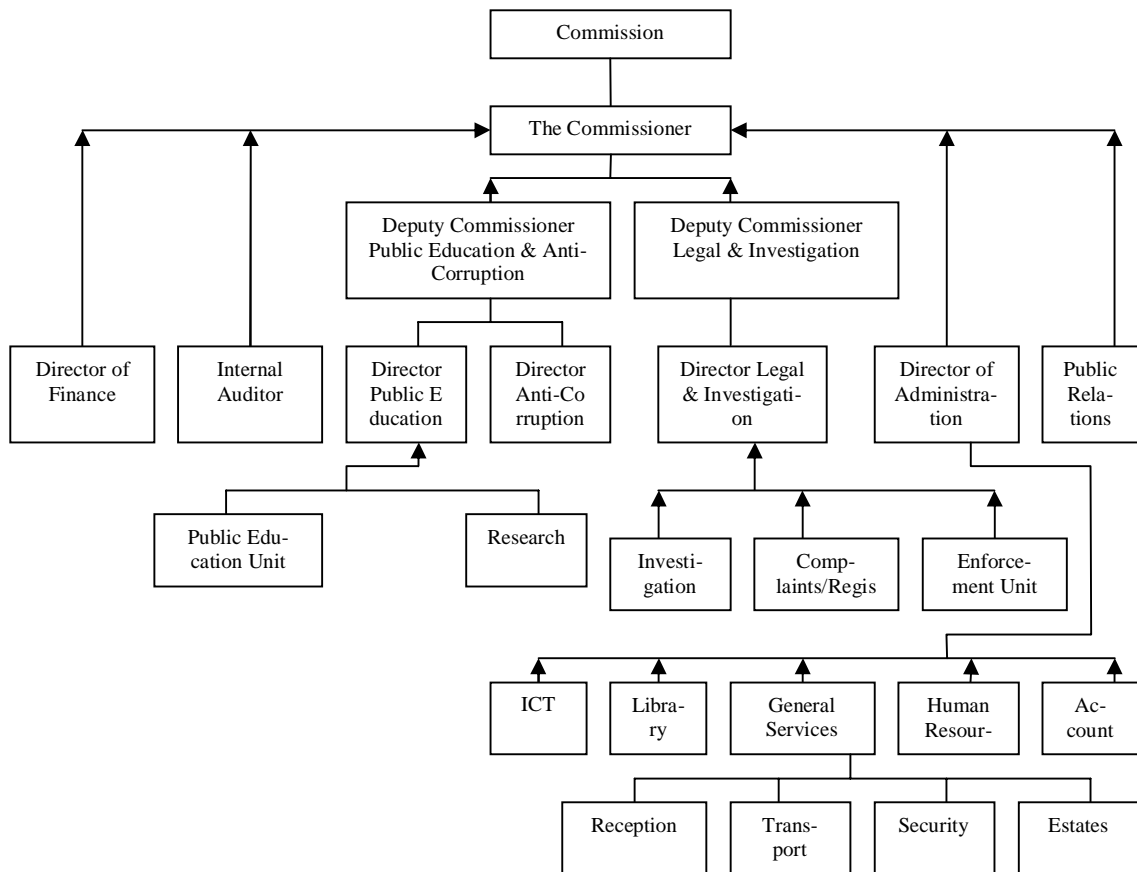 Commission
The Commissioner
Deputy Commissioner
Public Education & Anti-
Corruption
Deputy Commissioner
Legal & Investigation
Director of
Finance
Internal
Auditor
Director
Public E
ducation
Director
Anti-Co
rruption
Director Legal
& Investigati-
on
Director of
Administra-
tion
Public
Rela-
tions
Public Edu-
cation Unit
Research
Investi-
gation
Comp-
laints/Regis
Enforce-
ment Unit
ICT
Libra-
ry
General
Services
Human
Resour-
Ac-
count
Reception
Trans-
port
Security
Estates